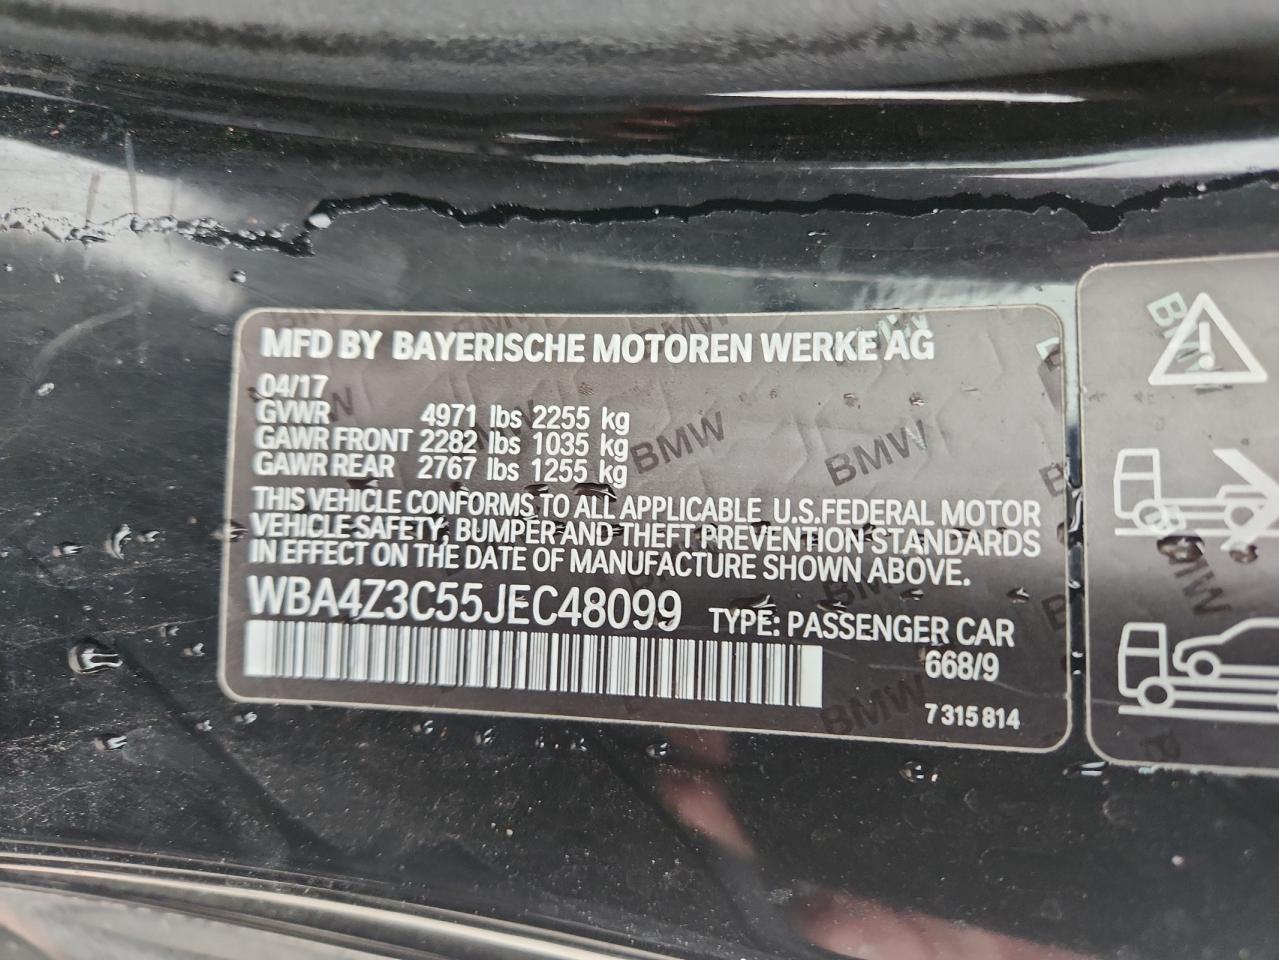 MFD BY BAYERISCHE MOTOREN WERKE AG
04/17
GVWR 4971 lbs 2255 kg
GAWR FRONT 2282 lbs 1035 kg
GAWR REAR 2767 lbs 1255 kg
THIS VEHICLE CONFORMS TO ALL APPLICABLE U.S.FEDERAL MOTOR
VEHICLE SAFETY, BUMPER AND THEFT PREVENTION STANDARDS
IN EFFECT ON THE DATE OF MANUFACTURE SHOWN ABOVE.
WBA4Z3C55JEC48099 TYPE: PASSENGER CAR
668/9
7 315 814
BMW
BMW
BMW